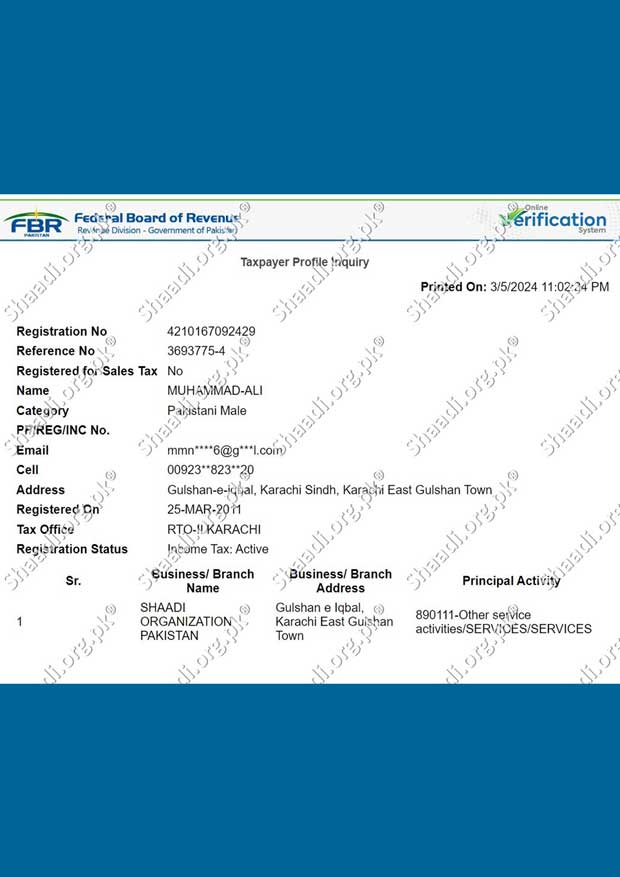 FBR
PAKISTAN
Federal Board of Revenue
Revenue Division - Government of Pakistan
Online
Verification
System
Taxpayer Profile Inquiry
Printed On: 3/5/2024 11:02:34 PM
Registration No 4210167092429
Reference No 3693775-4
Registered for Sales Tax No
Name MUHAMMAD-ALI
Category Pakistani Male
PP/REG/INC No.
Email mmn****6@g***l.com
Cell 00923**823**20
Address Gulshan-e-iqbal, Karachi Sindh, Karachi East Gulshan Town
Registered On 25-MAR-2011
Tax Office RTO-II KARACHI
Registration Status Income Tax: Active
Sr. Business/ Branch Name Business/ Branch Address Principal Activity
1 SHAADI ORGANIZATION PAKISTAN Gulshan e Iqbal, Karachi East Gulshan Town 890111-Other service activities/SERVICES/SERVICES
Shaadi.org.pk®